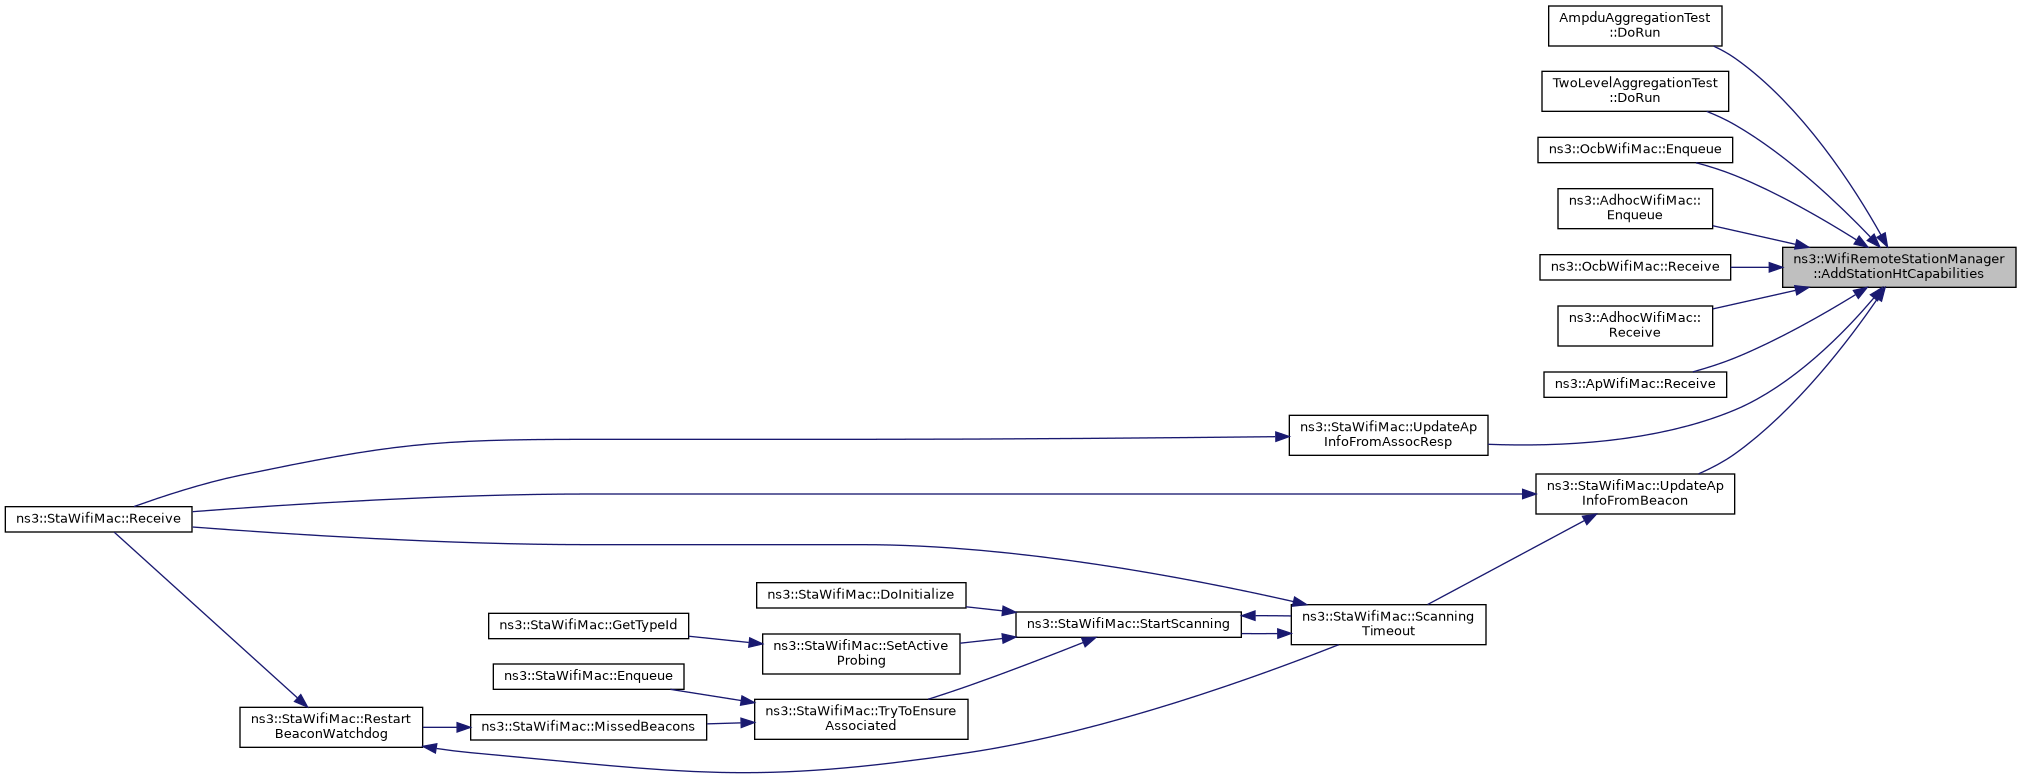 AmpduAggregationTest
::DoRun
TwoLevelAggregationTest
::DoRun
ns3::OcbWifiMac::Enqueue
ns3::AdhocWifiMac::
Enqueue
ns3::WifiRemoteStationManager
::AddStationHtCapabilities
ns3::OcbWifiMac::Receive
ns3::AdhocWifiMac::
Receive
ns3::ApWifiMac::Receive
ns3::StaWifiMac::UpdateAp
InfoFromAssocResp
ns3::StaWifiMac::UpdateAp
InfoFromBeacon
ns3::StaWifiMac::Receive
ns3::StaWifiMac::DoInitialize
ns3::StaWifiMac::GetTypeId
ns3::StaWifiMac::StartScanning
ns3::StaWifiMac::Scanning
Timeout
ns3::StaWifiMac::SetActive
Probing
ns3::StaWifiMac::Enqueue
ns3::StaWifiMac::Restart
BeaconWatchdog
ns3::StaWifiMac::MissedBeacons
ns3::StaWifiMac::TryToEnsure
Associated